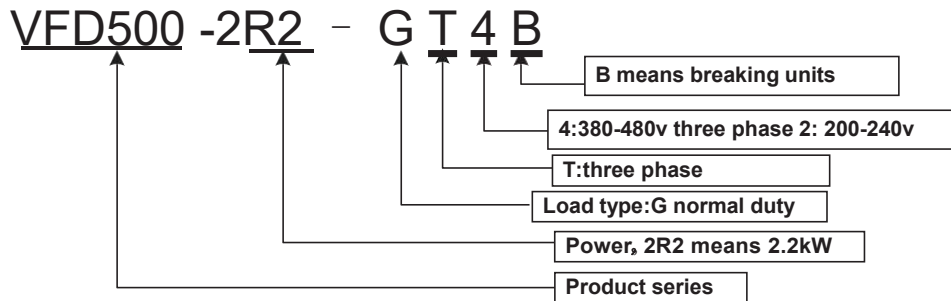 VFD500 -2R2 - G T 4 B
B means breaking units
4:380-480v three phase 2: 200-240v
T:three phase
Load type:G normal duty
Power, 2R2 means 2.2kW
Product series